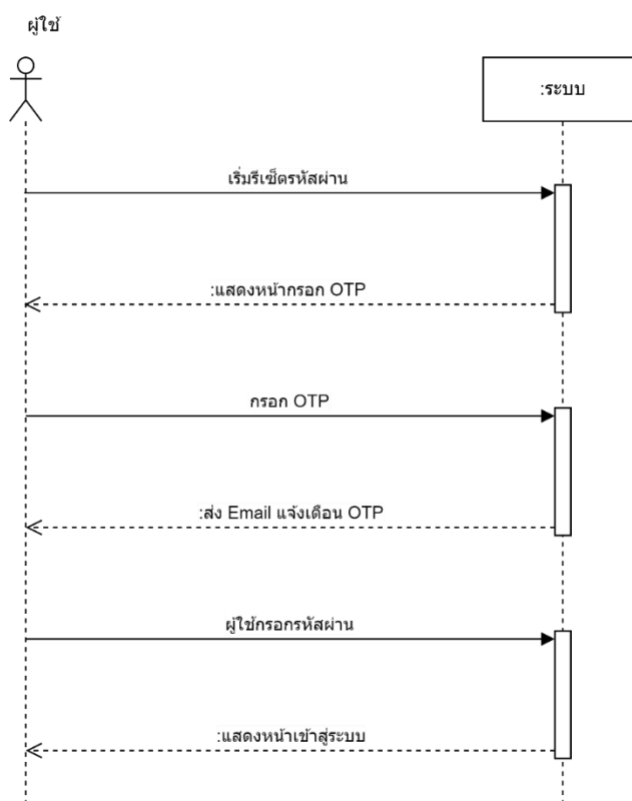 ผู้ใช้
:ระบบ
เริ่มรีเซ็ตรหัสผ่าน
:แสดงหน้ากรอก OTP
กรอก OTP
:ส่ง Email แจ้งเตือน OTP
ผู้ใช้กรอกรหัสผ่าน
:แสดงหน้าเข้าสู่ระบบ